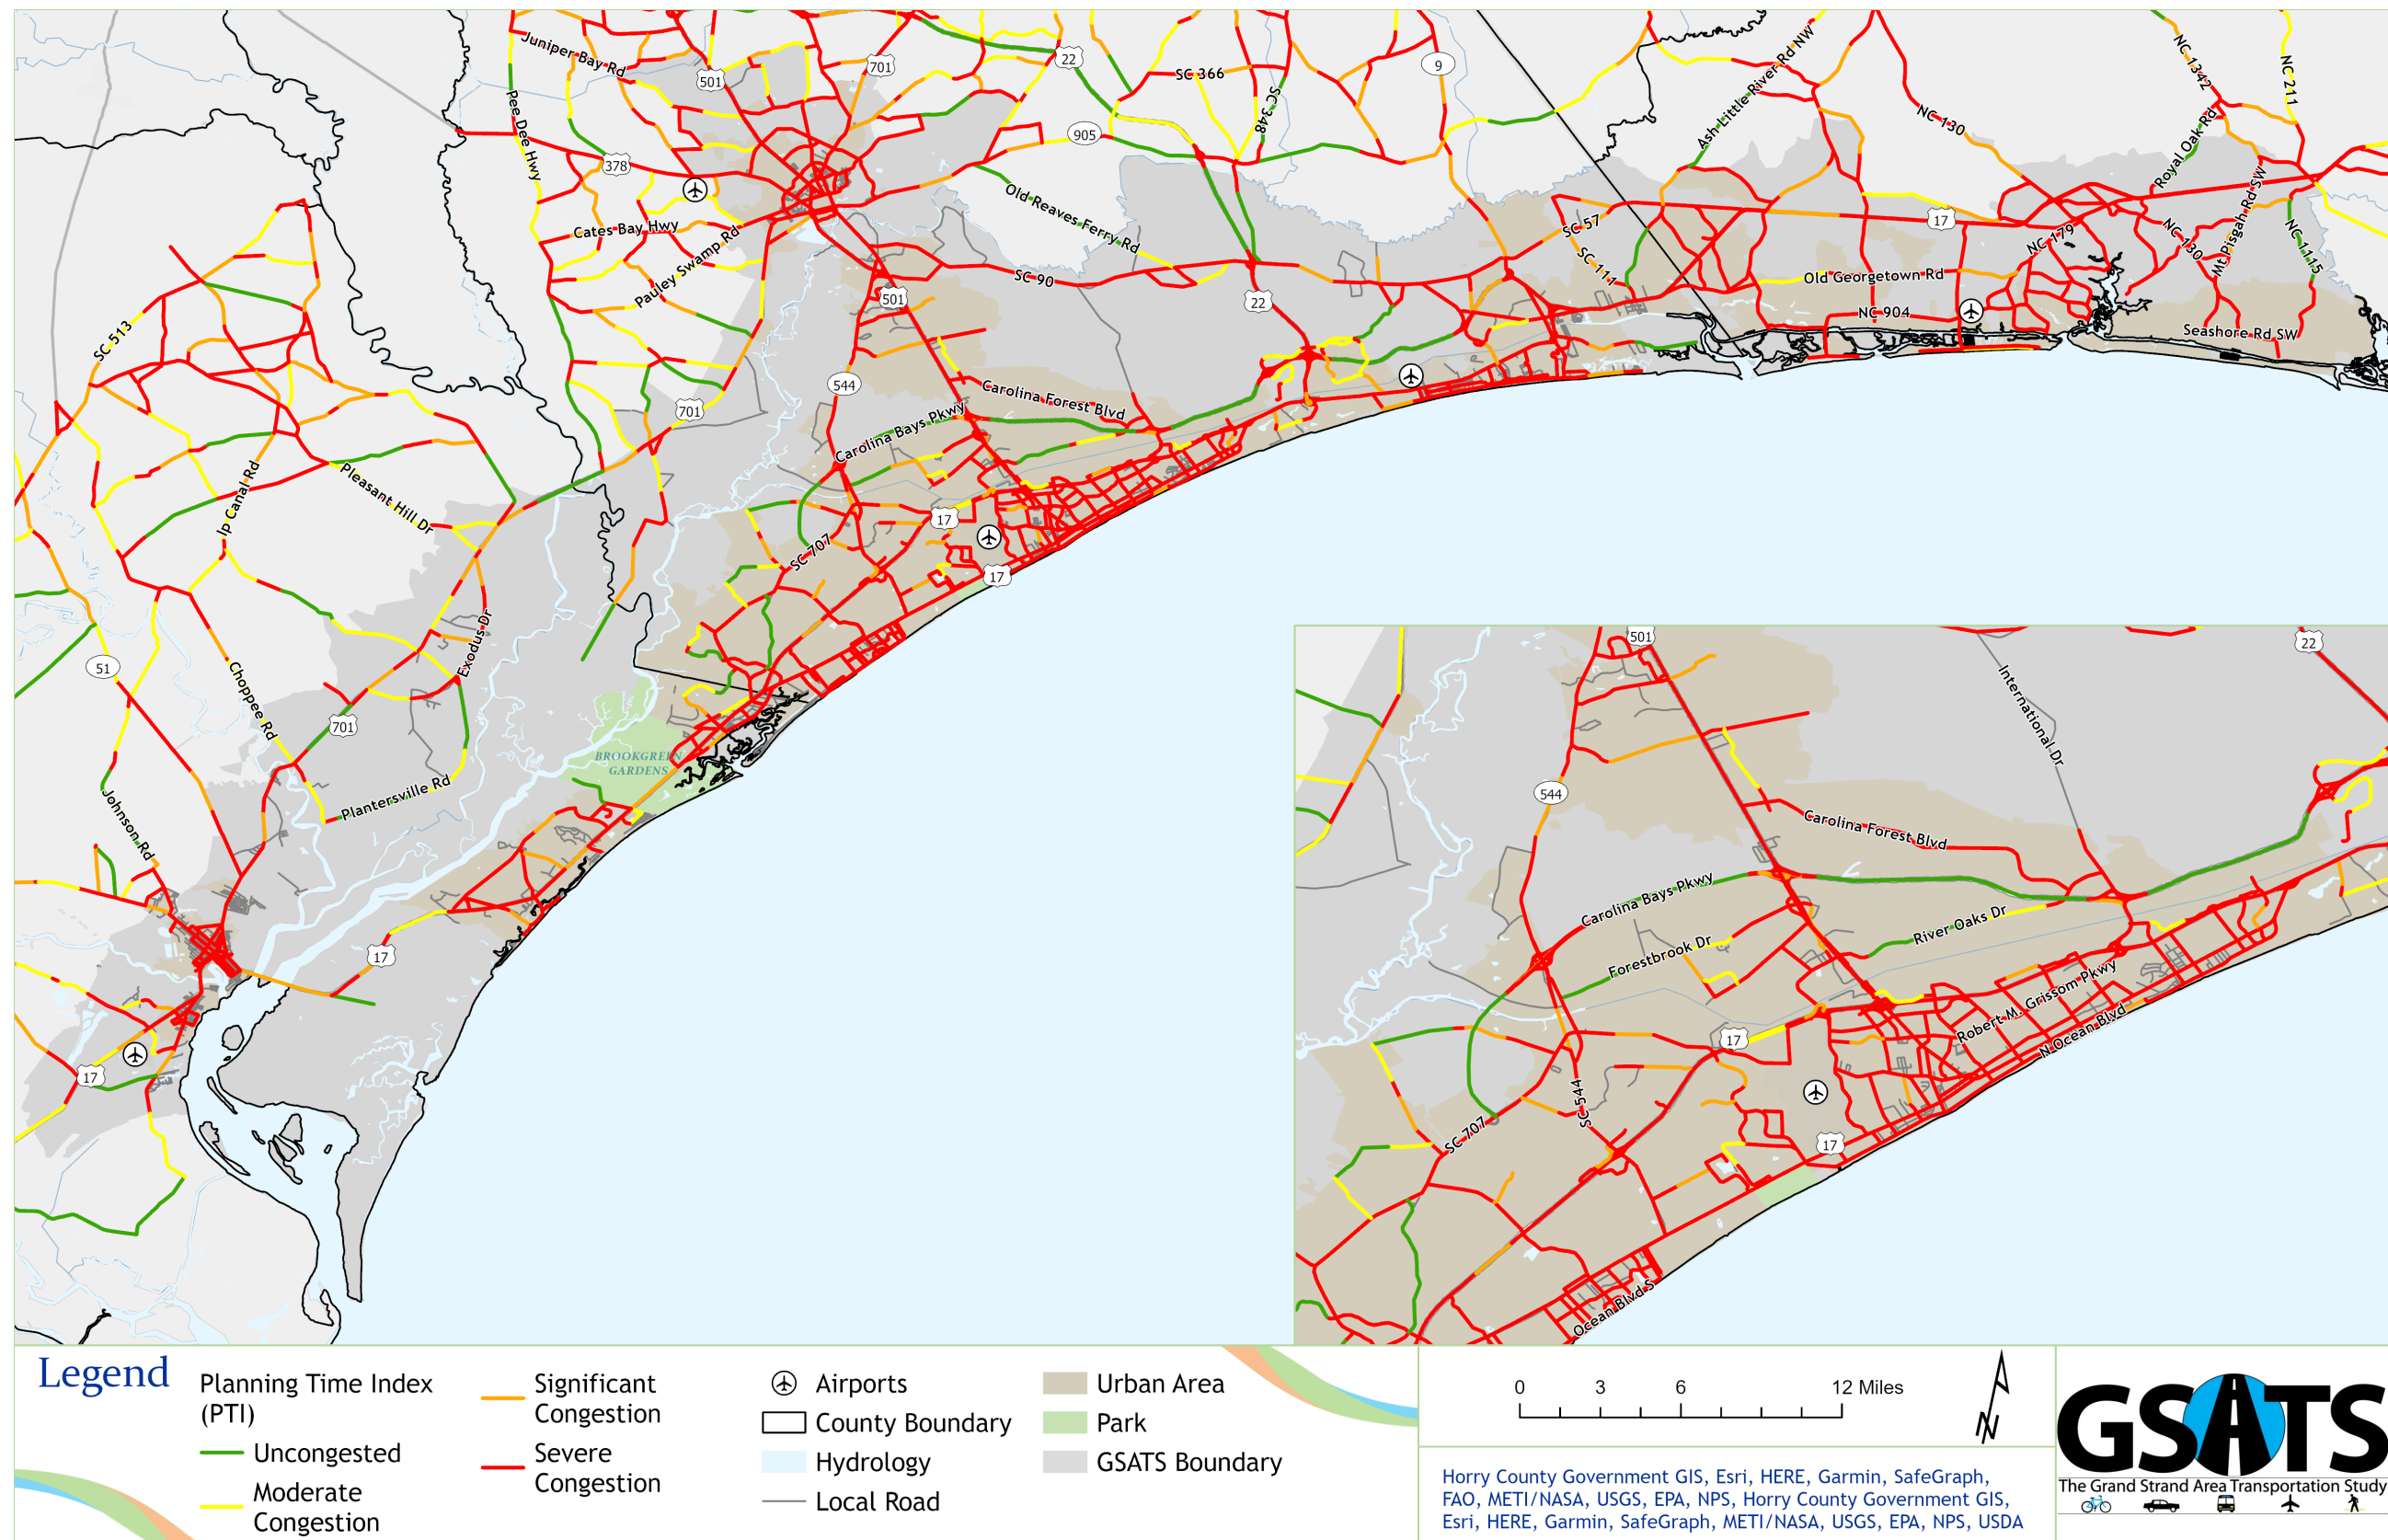 Juniper Bay Rd
501
701
22
SC 366
9
Ash Little River Rd NW
NC 1342
NC 211
Pee Dee Hwy
378
905
SC 348
NC 130
Royal Oak Rd
Old Reaves Ferry Rd
Cates Bay Hwy
Pauley Swamp Rd
SC 57
SC 111
17
NC 179
NC 130
Mt Pisgah Rd SW
NC 115
SC 90
501
22
Old Georgetown Rd
NC 904
Seashore Rd SW
SC 513
544
701
Carolina Forest Blvd
Carolina Bays Pkwy
Ip Canal Rd
Pleasant Hill Dr
17
SC 707
17
51
Choppee Rd
Exodus Dr
701
BROOKGREEN
GARDENS
Johnson Rd
Plantersville Rd
17
17
501
22
International Dr
544
Carolina Forest Blvd
Carolina Bays Pkwy
River Oaks Dr
Forestbrook Dr
Robert M. Grissom Pkwy
17
N Ocean Blvd
SC 544
SC 707
17
Ocean Blvd S
Legend
Planning Time Index
(PTI)
Uncongested
Moderate
Congestion
Significant
Congestion
Severe
Congestion
Airports
County Boundary
Hydrology
Local Road
Urban Area
Park
GSATS Boundary
0 3 6 12 Miles
N
Horry County Government GIS, Esri, HERE, Garmin, SafeGraph,
FAO, METI/NASA, USGS, EPA, NPS, Horry County Government GIS,
Esri, HERE, Garmin, SafeGraph, METI/NASA, USGS, EPA, NPS, USDA
GSATS
The Grand Strand Area Transportation Study